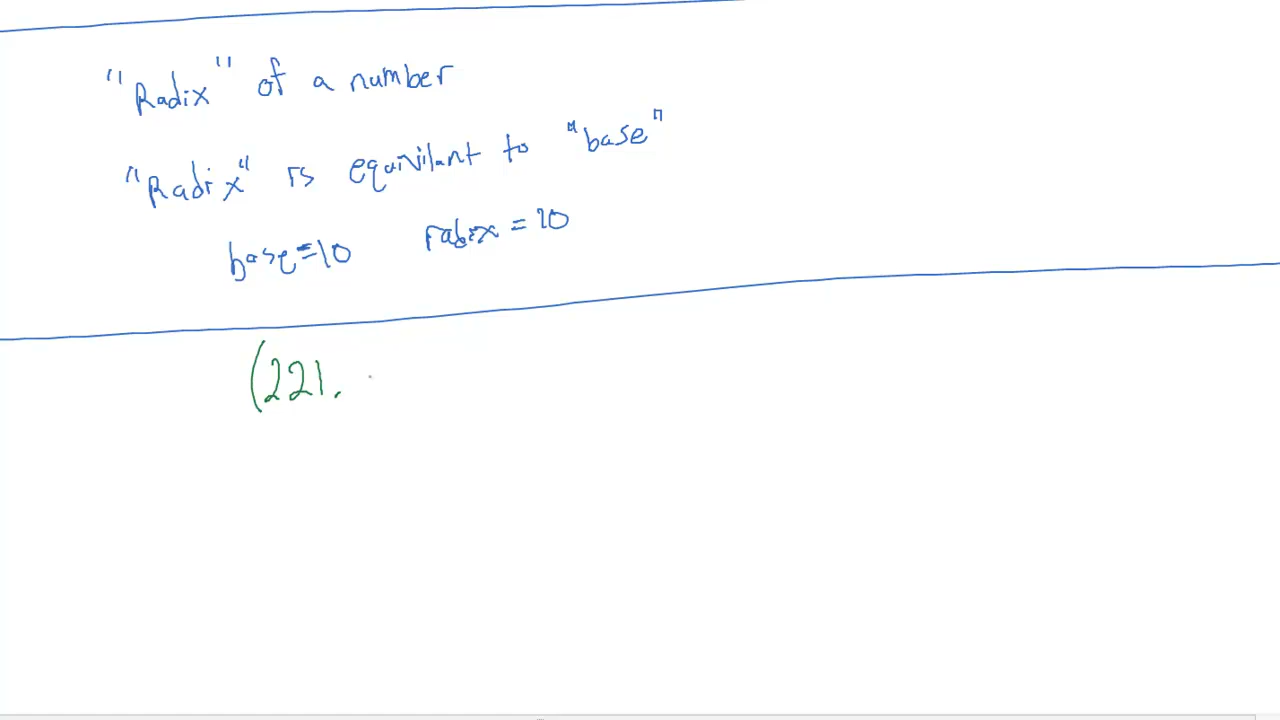 "Radix" of a number
"Radix" is equivilant to "base"
base=10 radix = 10
(221.